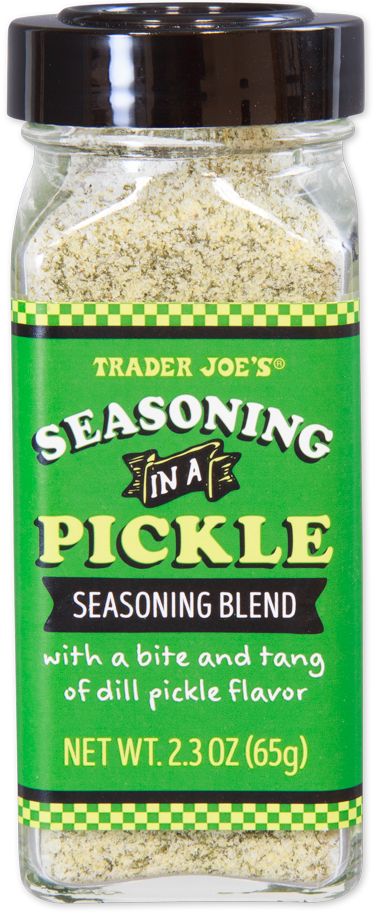 TRADER JOE'S®
SEASONING
IN A
PICKLE
SEASONING BLEND
with a bite and tang
of dill pickle flavor
NET WT. 2.3 OZ (65g)